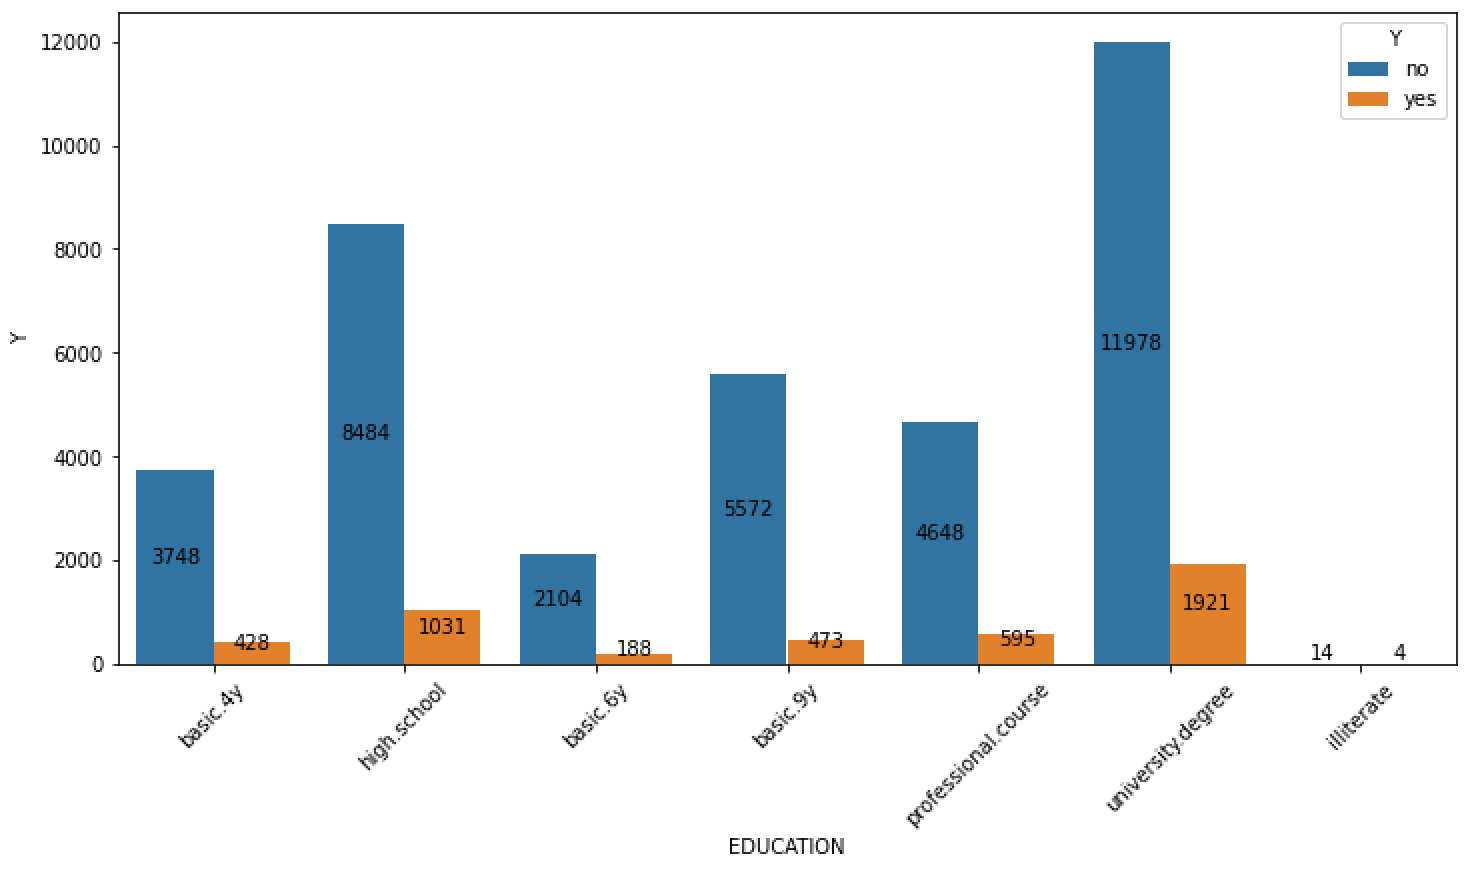 12000
10000
8000
6000
4000
2000
0
Y
Y
no
yes
3748
428
8484
1031
2104
188
5572
473
4648
595
11978
1921
14
4
basic.4y
high.school
basic.6y
basic.9y
professional.course
university.degree
illiterate
EDUCATION